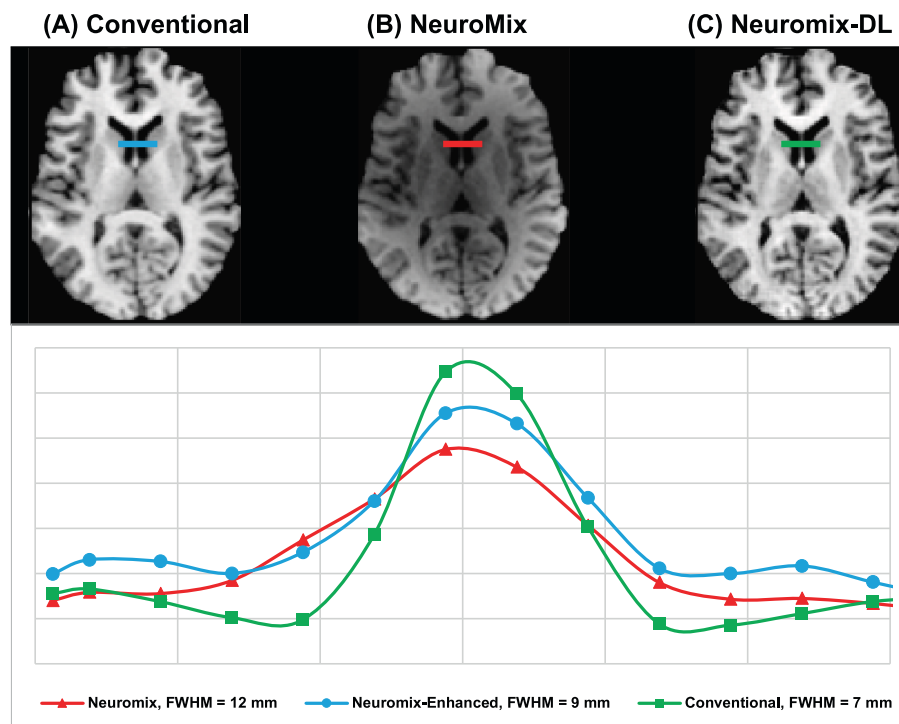 (A) Conventional (B) NeuroMix (C) Neuromix-DL
Neuromix, FWHM = 12 mm Neuromix-Enhanced, FWHM = 9 mm Conventional, FWHM = 7 mm